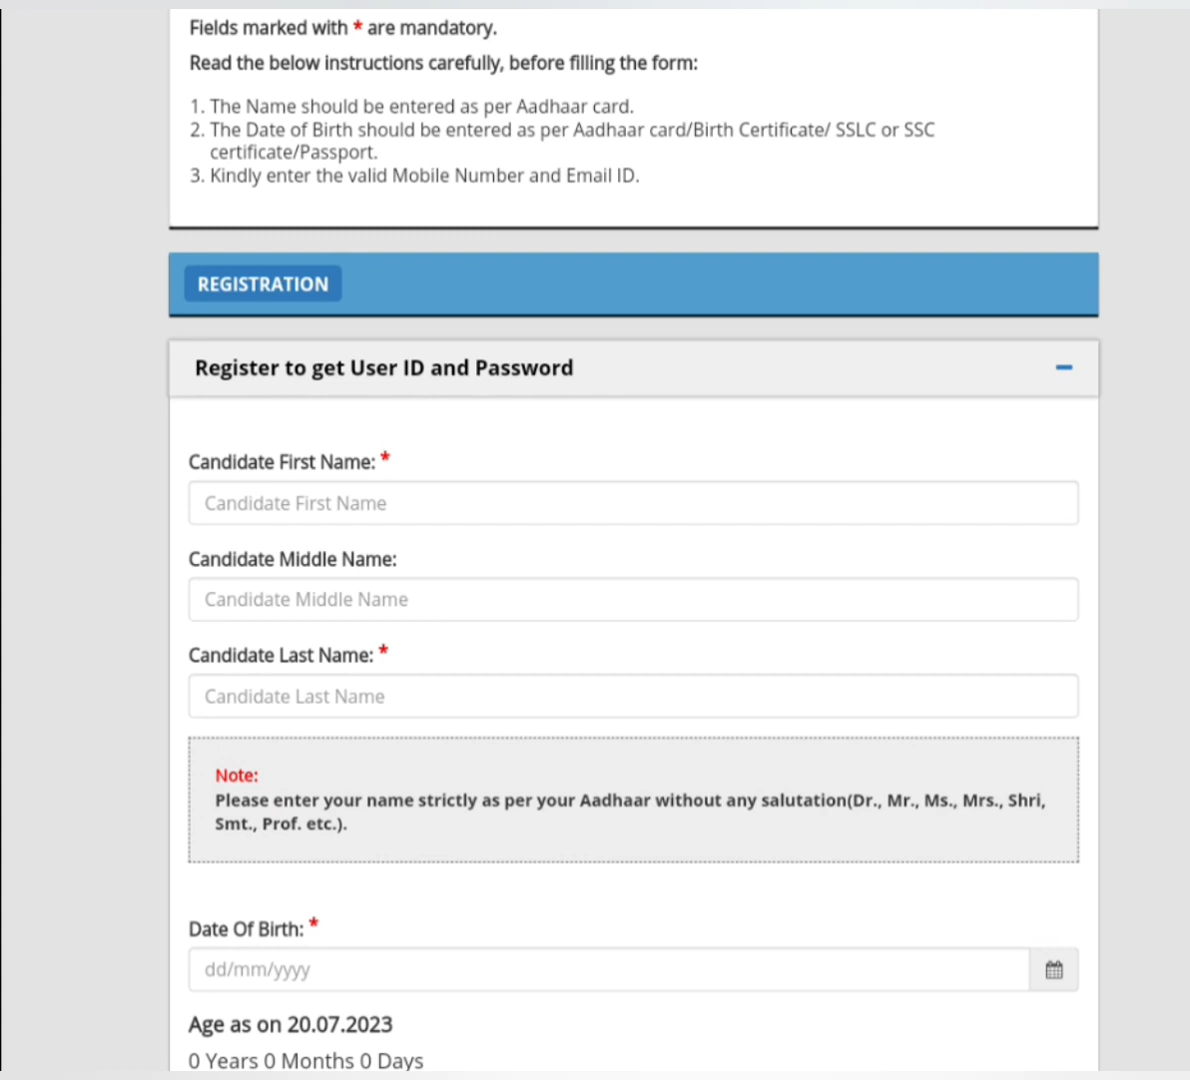 Fields marked with * are mandatory.
Read the below instructions carefully, before filling the form:
1. The Name should be entered as per Aadhaar card.
2. The Date of Birth should be entered as per Aadhaar card/Birth Certificate/ SSLC or SSC
certificate/Passport.
3. Kindly enter the valid Mobile Number and Email ID.
REGISTRATION
Register to get User ID and Password
Candidate First Name: *
Candidate First Name
Candidate Middle Name:
Candidate Middle Name
Candidate Last Name: *
Candidate Last Name
Note:
Please enter your name strictly as per your Aadhaar without any salutation(Dr., Mr., Ms., Mrs., Shri,
Smt., Prof. etc.).
Date Of Birth: *
dd/mm/yyyy
Age as on 20.07.2023
0 Years 0 Months 0 Days